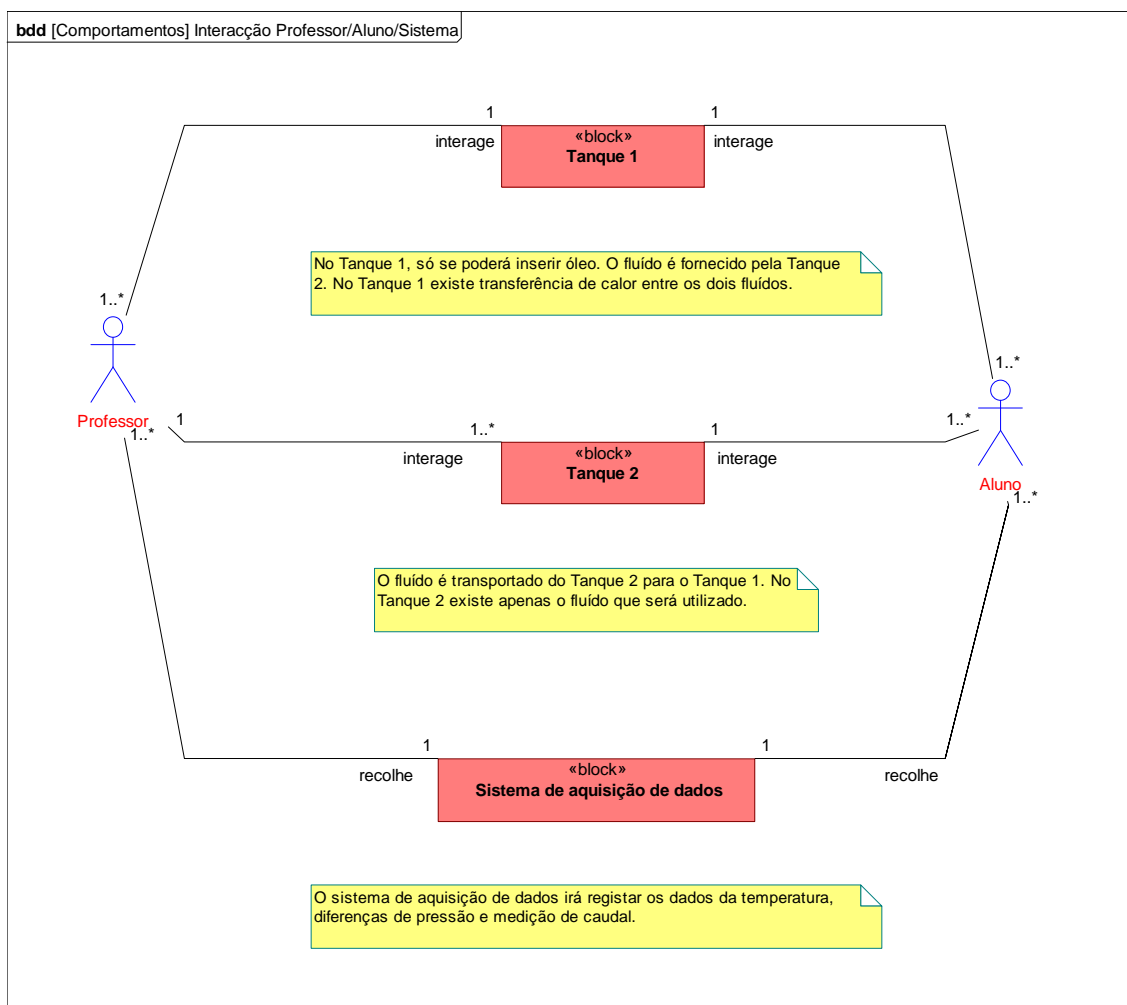 bdd [Comportamentos] Interacção Professor/Aluno/Sistema
1
1
interage
«block»
Tanque 1
interage
No Tanque 1, só se poderá inserir óleo. O fluído é fornecido pela Tanque
2. No Tanque 1 existe transferência de calor entre os dois fluídos.
1..*
1..*
Professor
1
1..*
1..*
1
1..*
interage
«block»
Tanque 2
interage
Aluno
1..*
O fluído é transportado do Tanque 2 para o Tanque 1. No
Tanque 2 existe apenas o fluído que será utilizado.
1
1
recolhe
«block»
Sistema de aquisição de dados
recolhe
O sistema de aquisição de dados irá registar os dados da temperatura,
diferenças de pressão e medição de caudal.